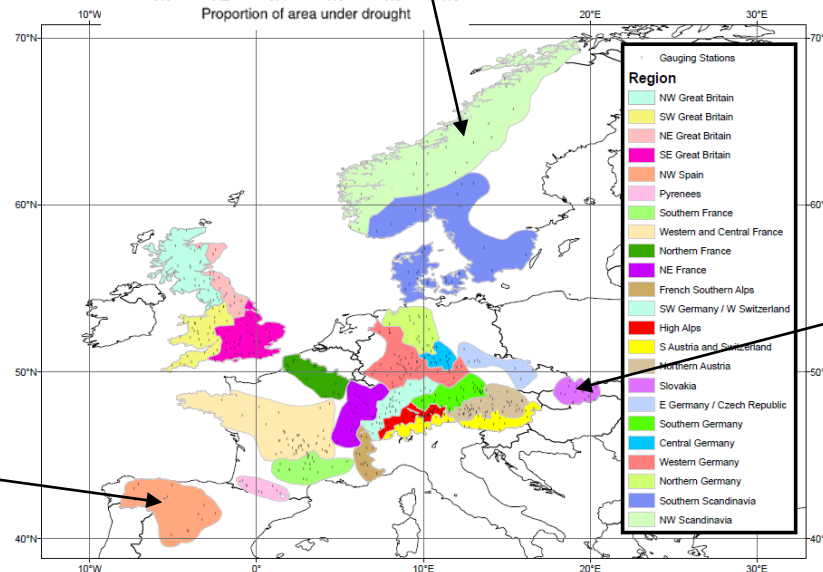 Proportion of area under drought
10°W 0° 10°E 20°E 30°E
70°N 70°N
60°N
50°N
40°N 40°N
Gauging Stations
Region
NW Great Britain
SW Great Britain
NE Great Britain
SE Great Britain
NW Spain
Pyrenees
Southern France
Western and Central France
Northern France
NE France
French Southern Alps
SW Germany / W Switzerland
High Alps
S Austria and Switzerland
Northern Austria
Slovakia
E Germany / Czech Republic
Southern Germany
Central Germany
Western Germany
Northern Germany
Southern Scandinavia
NW Scandinavia
10°W 0° 10°E 20°E 30°E